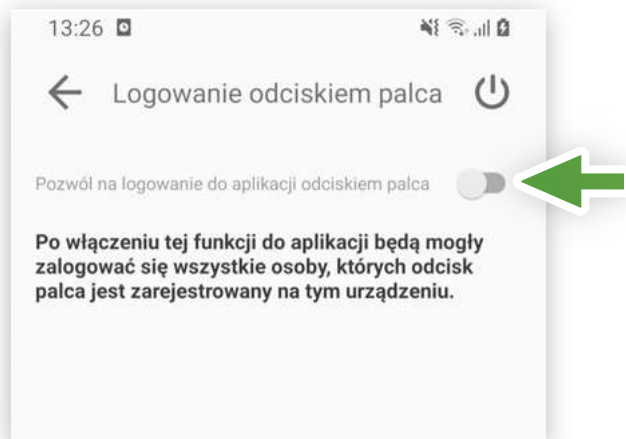 13:26
Logowanie odciskiem palca
Pozwól na logowanie do aplikacji odciskiem palca
Po włączeniu tej funkcji do aplikacji będą mogły
zalogować się wszystkie osoby, których odcisk
palca jest zarejestrowany na tym urządzeniu.